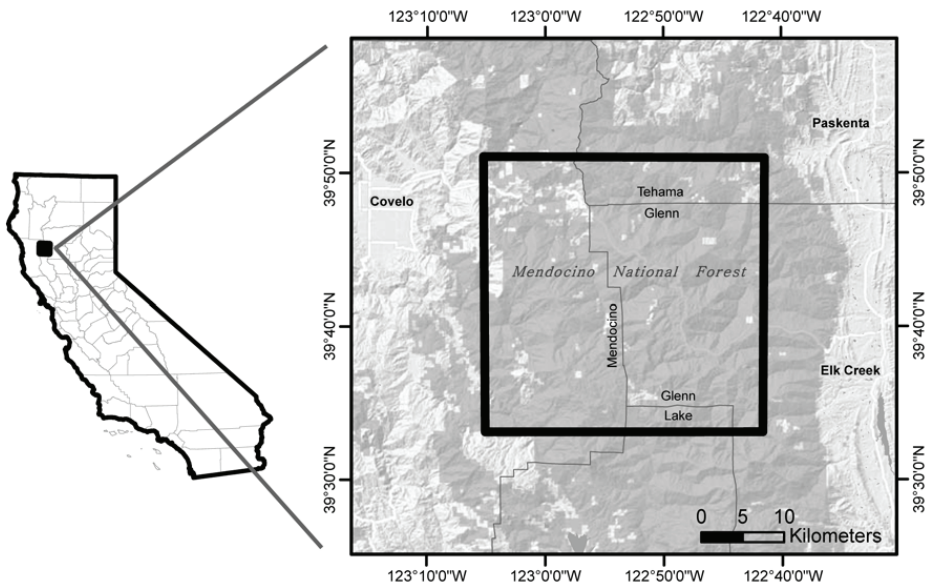 123°10'0"W 123°0'0"W 122°50'0"W 122°40'0"W
Paskenta
39°50'0"N 39°50'0"N
Tehama
Covelo
Glenn
Mendocino National Forest
Mendocino
39°40'0"N 39°40'0"N
Elk Creek
Glenn
Lake
39°30'0"N 39°30'0"N
0 5 10
Kilometers
123°10'0"W 123°0'0"W 122°50'0"W 122°40'0"W